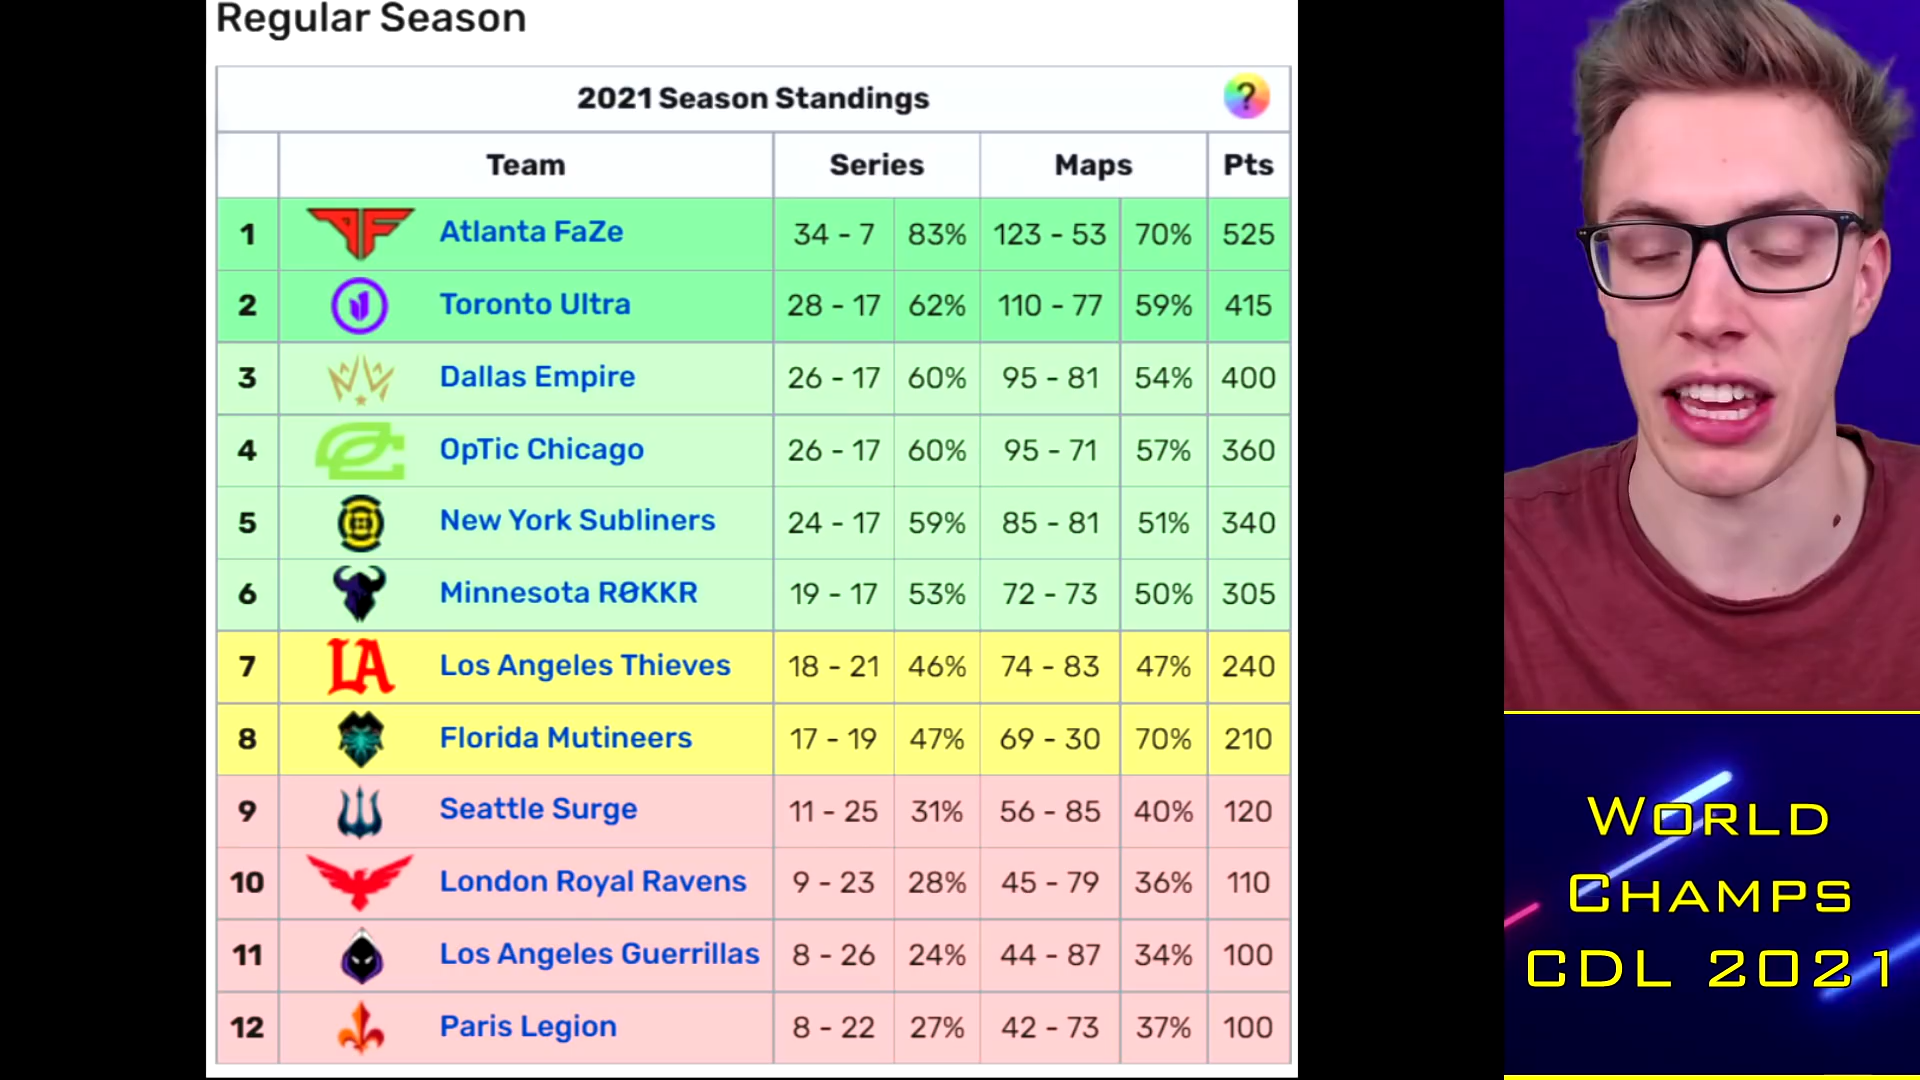 Regular Season
2021 Season Standings ?
Team Series Maps Pts
1 Atlanta FaZe 34 - 7 83% 123 - 53 70% 525
2 Toronto Ultra 28 - 17 62% 110 - 77 59% 415
3 Dallas Empire 26 - 17 60% 95 - 81 54% 400
4 OpTic Chicago 26 - 17 60% 95 - 71 57% 360
5 New York Subliners 24 - 17 59% 85 - 81 51% 340
6 Minnesota RØKKR 19 - 17 53% 72 - 73 50% 305
7 LA Los Angeles Thieves 18 - 21 46% 74 - 83 47% 240
8 Florida Mutineers 17 - 19 47% 69 - 30 70% 210
9 Seattle Surge 11 - 25 31% 56 - 85 40% 120
10 London Royal Ravens 9 - 23 28% 45 - 79 36% 110
11 Los Angeles Guerrillas 8 - 26 24% 44 - 87 34% 100
12 Paris Legion 8 - 22 27% 42 - 73 37% 100
World
Champs
CDL 2021